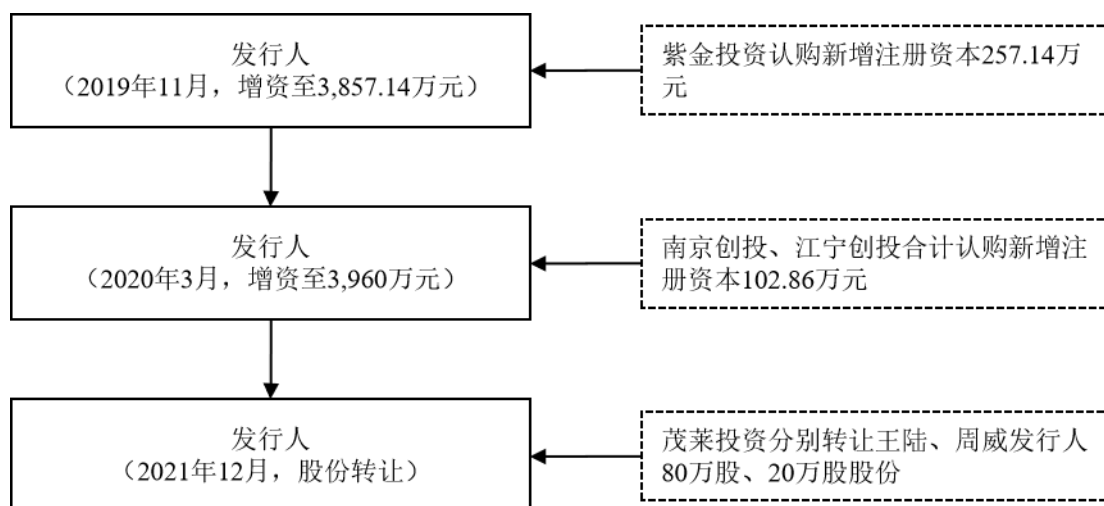 发行人
（2019年11月，增资至3,857.14万元）
紫金投资认购新增注册资本257.14万
元
发行人
（2020年3月，增资至3,960万元）
南京创投、江宁创投合计认购新增注
册资本102.86万元
发行人
（2021年12月，股份转让）
茂莱投资分别转让王陆、周威发行人
80万股、20万股股份